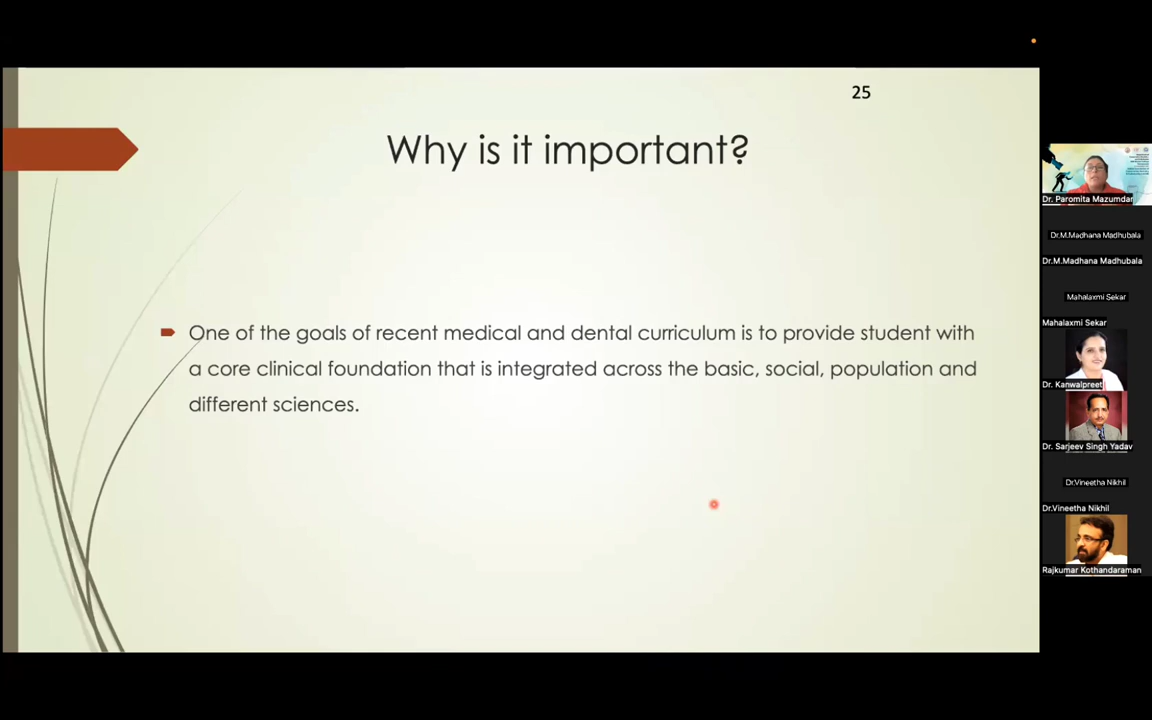 25
Why is it important?
One of the goals of recent medical and dental curriculum is to provide student with
a core clinical foundation that is integrated across the basic, social, population and
different sciences.
Dr. Paromita Mazumdar
Dr.M.Madhana Madhubala
Dr.M.Madhana Madhubala
Mahalaxmi Sekar
Mahalaxmi Sekar
Dr. Kanwalpreet
Dr. Sarjeev Singh Yadav
Dr.Vineetha Nikhil
Dr.Vineetha Nikhil
Rajkumar Kothandaraman